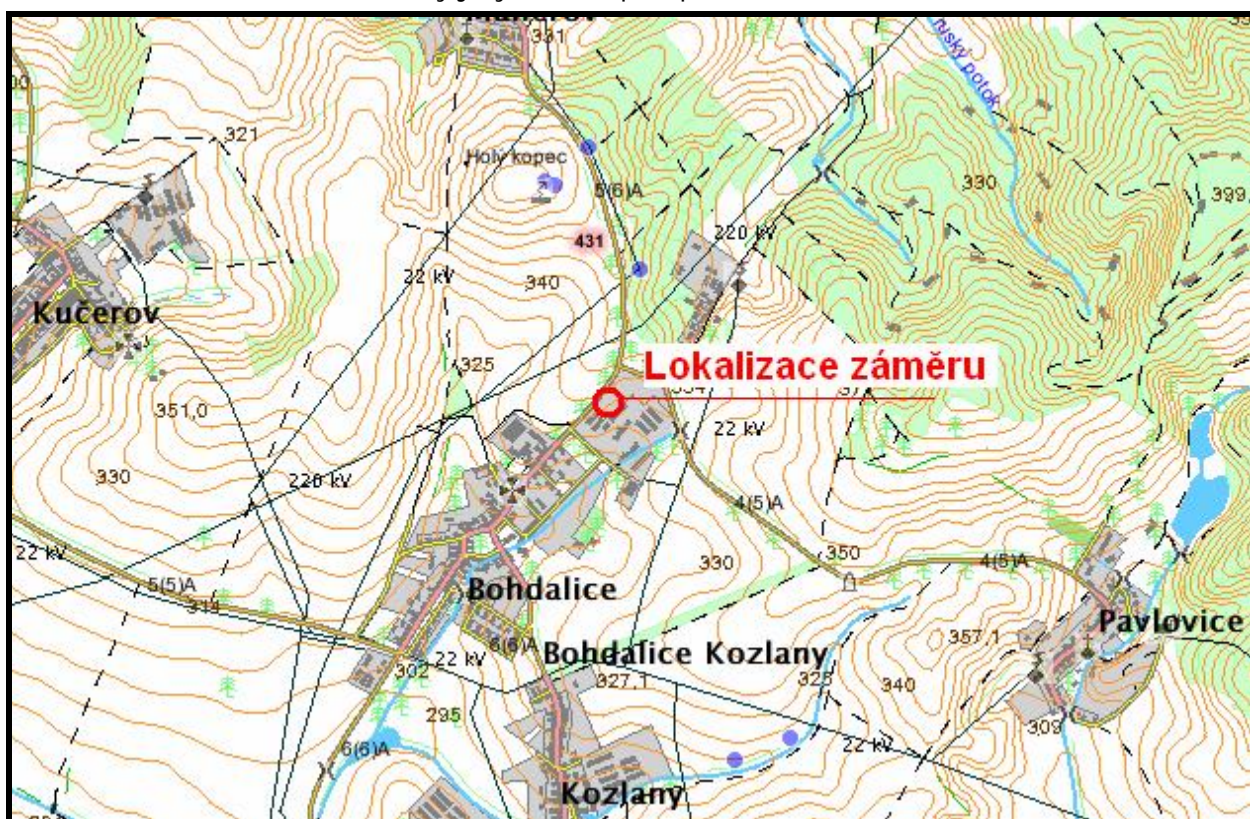 331
321
Holý kopec
330
399
5(6)A
431
220 kV
22 kV
340
Kučerov
325
Lokalizace záměru
351,0
22 kV
330
220 kV
4(5)A
22 kV
330
350
4(5)A
5(5)A
314
Bohdalice
Pavlovice
357,1
6(6)A
Bohdalice Kozlany
302
22 kV
327,1
325
340
295
309
6(6)A
22 kV
Kozlany